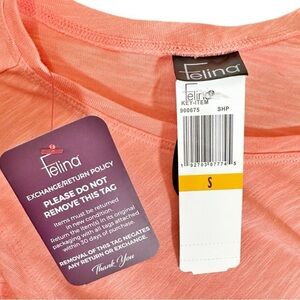 Felina
Felina
KEY-ITEM
900675 SHP
S
Felina
EXCHANGE/RETURN POLICY
PLEASE DO NOT
REMOVE THIS TAG
Items must be returned
in new condition.
Return the item(s) in its original
packaging with all tags attached
within 30 days of purchase.
REMOVAL OF THIS TAG NEGATES
ANY RETURN OR EXCHANGE.
Thank You